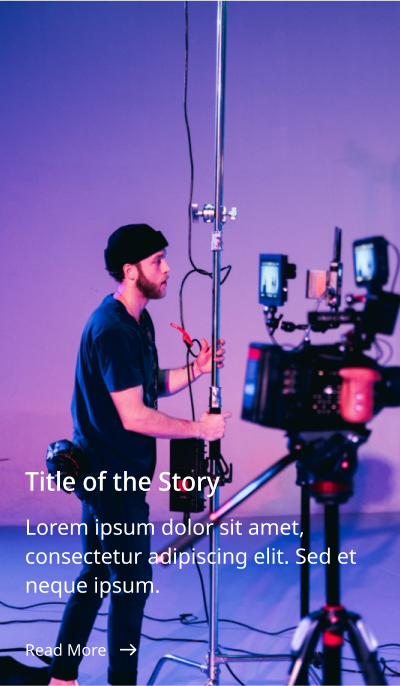 Title of the Story
Lorem ipsum dolor sit amet,
consectetur adipiscing elit. Sed et
neque ipsum.
Read More →